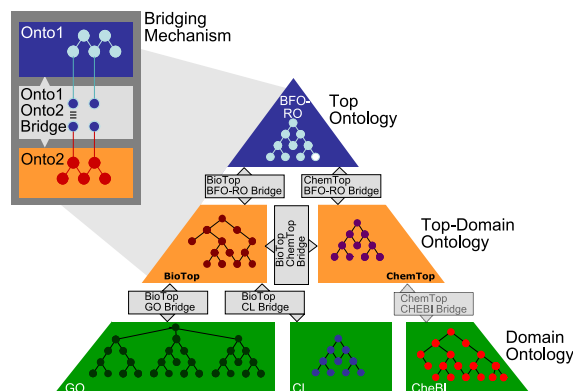 Bridging
Mechanism
Onto1
Onto1
Onto2
Bridge
Onto2
BFO-
RO
Top
Ontology
BioTop
BFO-RO Bridge
ChemTop
BFO-RO Bridge
BioTop
ChemTop
Bridge
Top-Domain
Ontology
BioTop
ChemTop
BioTop
GO Bridge
BioTop
CL Bridge
ChemTop
CHEBI Bridge
Domain
Ontology
GO
CL
CheBI